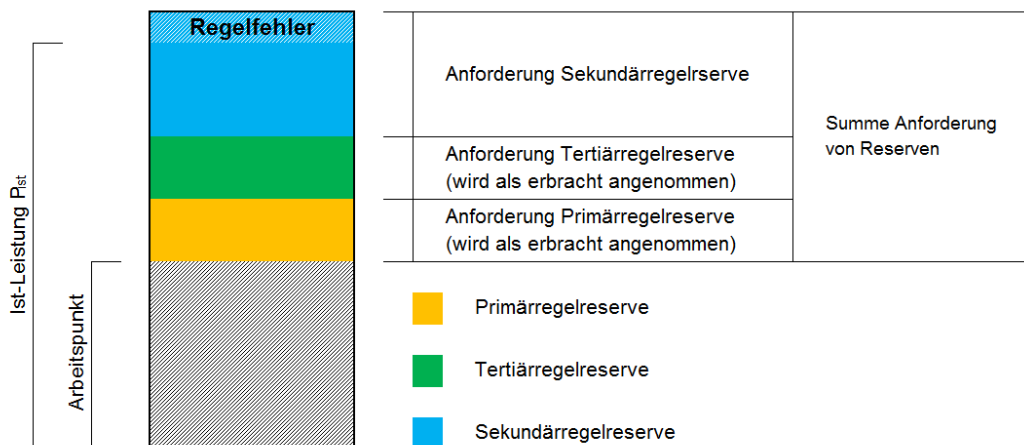 Regelfehler
Anforderung Sekundärregelrserve
Anforderung Tertiärregelreserve
(wird als erbracht angenommen)
Anforderung Primärregelreserve
(wird als erbracht angenommen)
Summe Anforderung
von Reserven
Ist-Leistung Pist
Arbeitspunkt
Primärregelreserve
Tertiärregelreserve
Sekundärregelreserve